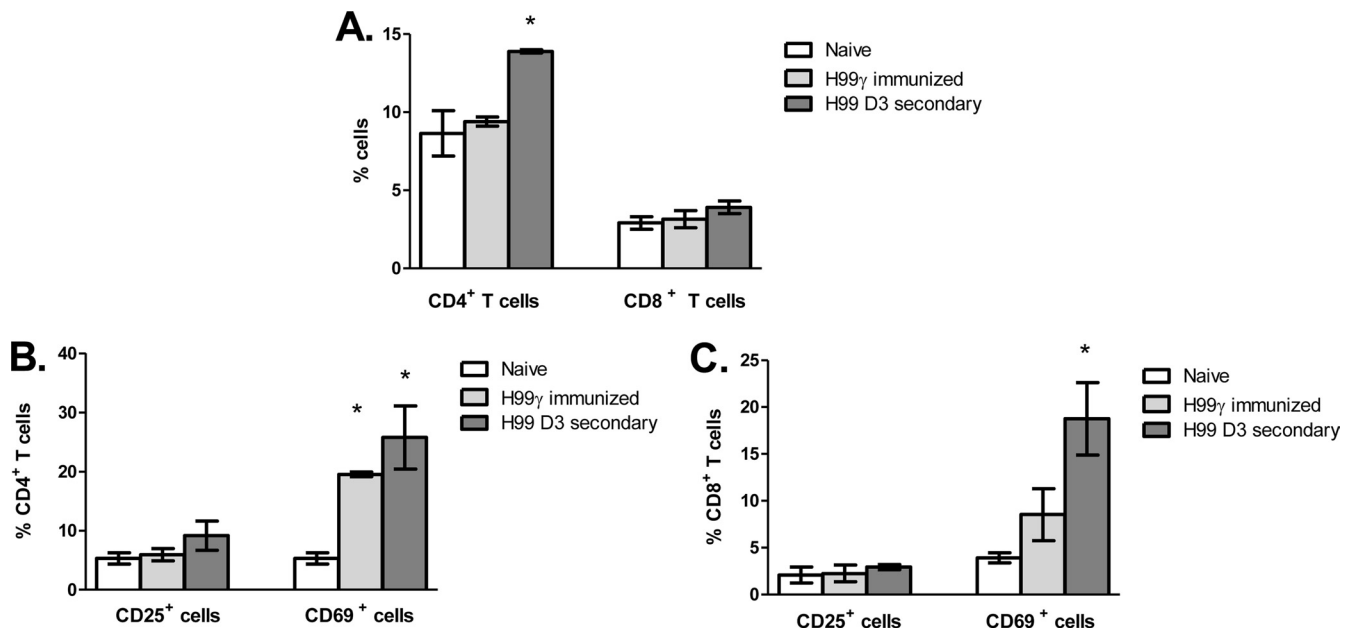 A.
*
15
10
5
0
% cells
CD4⁺ T cells
CD8⁺ T cells
Naive
H99γ immunized
H99 D3 secondary
B.
40
30
20
10
0
% CD4⁺ T cells
*
*
CD25⁺ cells
CD69⁺ cells
Naive
H99γ immunized
H99 D3 secondary
C.
25
20
15
10
5
0
% CD8⁺ T cells
*
CD25⁺ cells
CD69⁺ cells
Naive
H99γ immunized
H99 D3 secondary